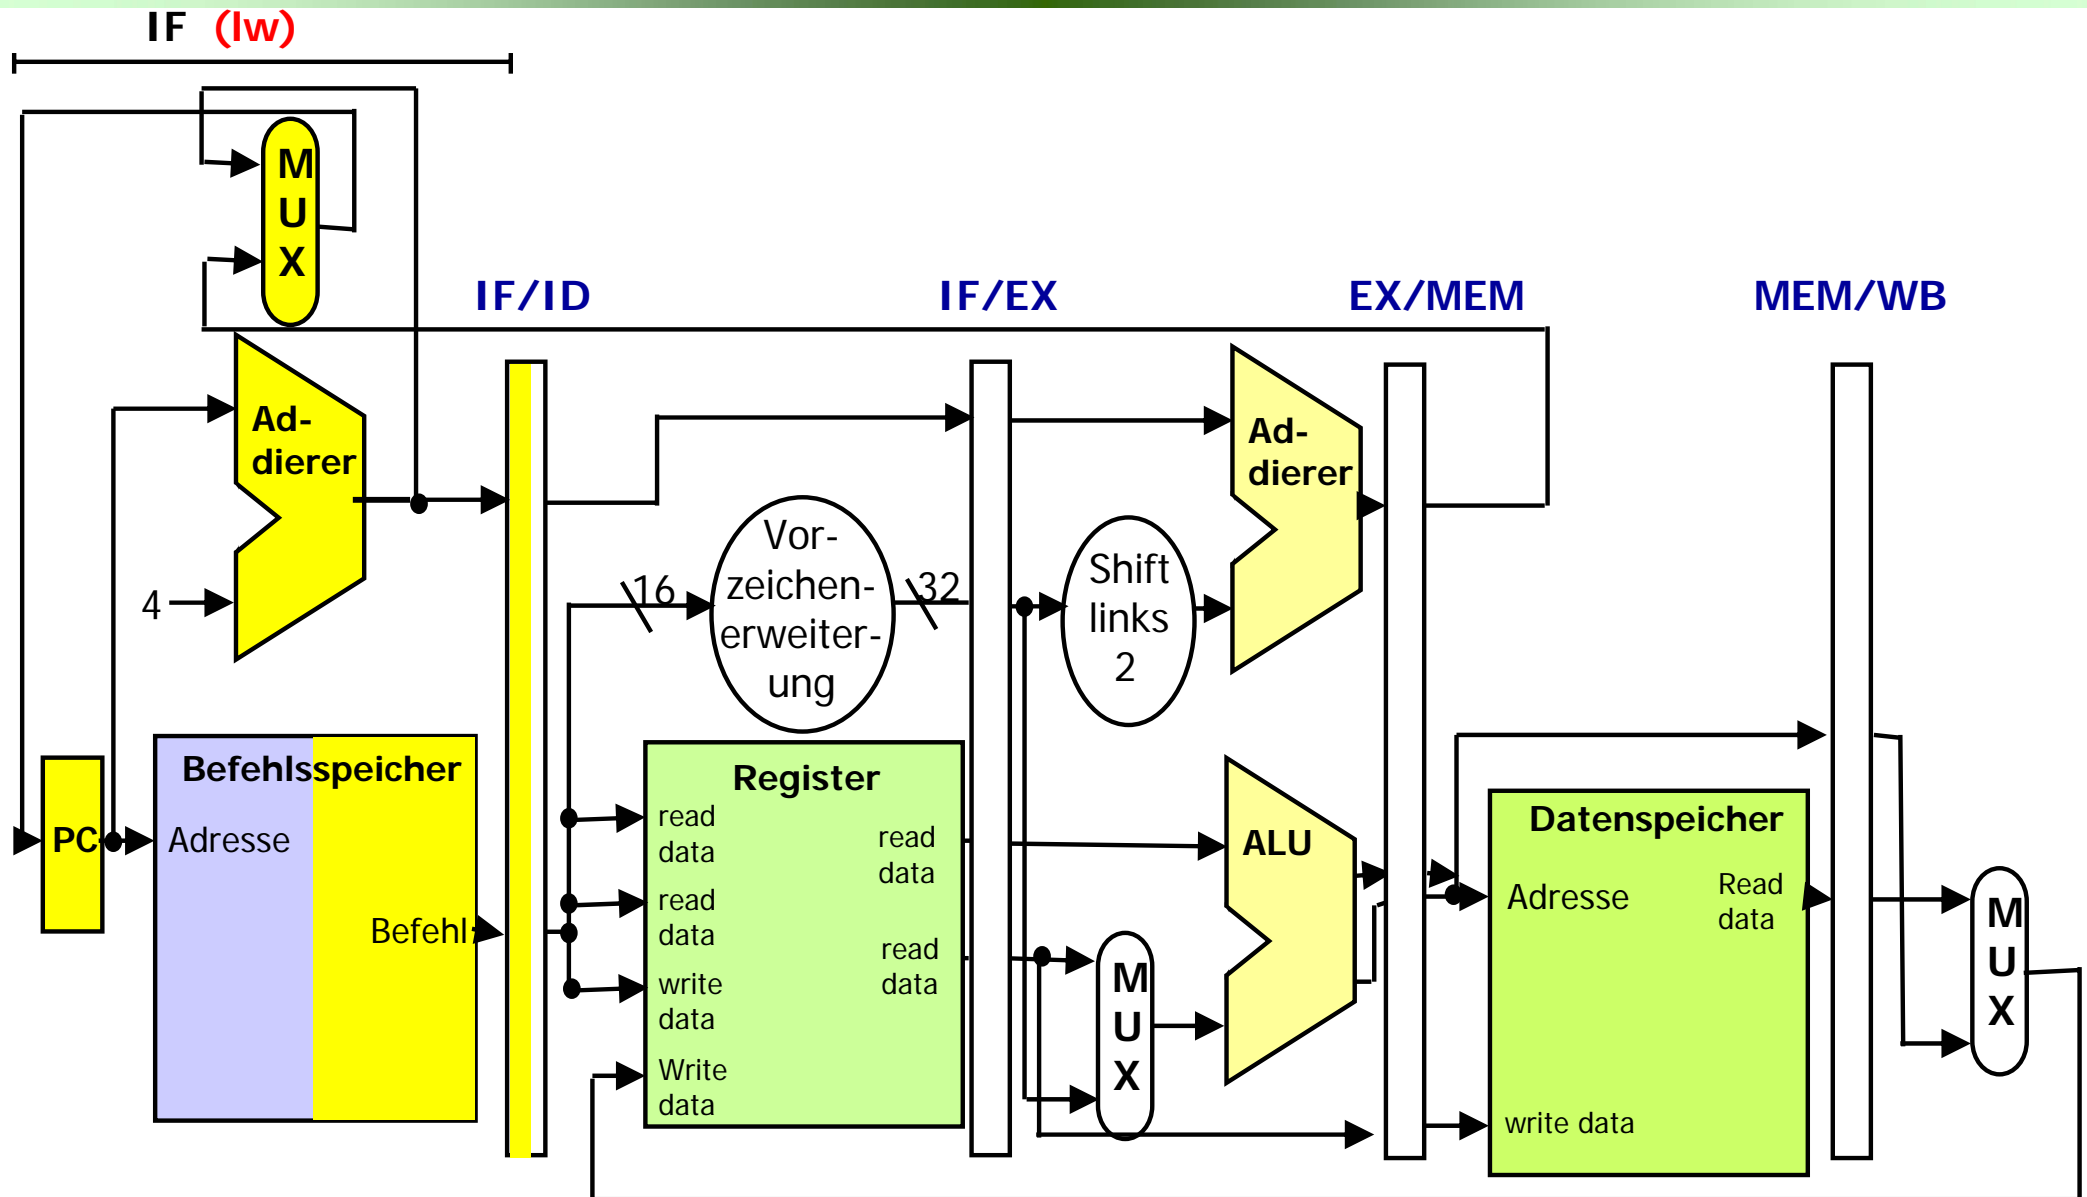 IF (lw)
M
U
X
IF/ID
IF/EX
EX/MEM
MEM/WB
Ad-
dierer
4
16
Vor-
zeichen-
erweiter-
ung
32
Shift
links
2
Ad-
dierer
PC
Befehlsspeicher
Adresse
Befehl
Register
read
data
read
data
write
data
Write
data
read
data
read
data
M
U
X
ALU
Datenspeicher
Adresse
Read
data
write data
M
U
X